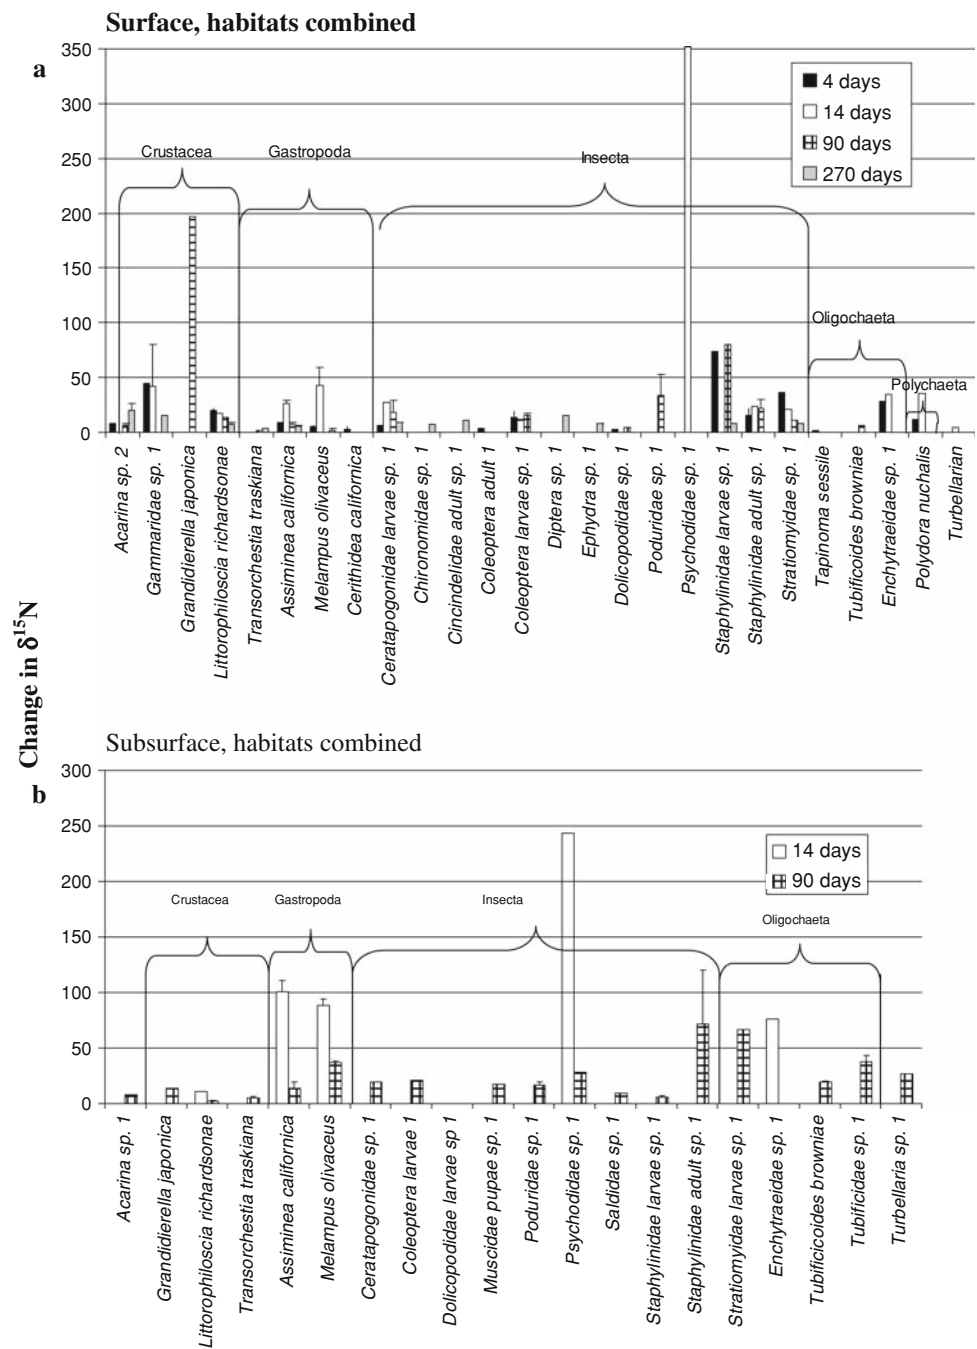 Surface, habitats combined
a
350
300
250
200
150
100
50
0
4 days
14 days
90 days
270 days
Crustacea
Gastropoda
Insecta
Oligochaeta
Polychaeta
Acarina sp. 2
Gammaridae sp. 1
Grandidierella japonica
Littorophiloscia richardsonae
Transorchestia traskiana
Assiminea californica
Melampus olivaceus
Cerithidea californica
Ceratapogonidae larvae sp. 1
Chironomidae sp. 1
Cincindelidae adult sp. 1
Coleoptera adult 1
Coleoptera larvae sp. 1
Diptera sp. 1
Ephydra sp. 1
Dolicopodidae sp. 1
Poduridae sp. 1
Psychodidae sp. 1
Staphylinidae larvae sp. 1
Staphylinidae adult sp. 1
Stratiomyidae sp. 1
Tapinoma sessile
Tubificoides browniae
Enchytraeidae sp. 1
Polydora nuchalis
Turbellarian
Change in δ15N
Subsurface, habitats combined
b
300
250
200
150
100
50
0
14 days
90 days
Crustacea
Gastropoda
Insecta
Oligochaeta
Acarina sp. 1
Grandidierella japonica
Littorophiloscia richardsonae
Transorchestia traskiana
Assiminea californica
Melampus olivaceus
Ceratapogonidae sp. 1
Coleoptera larvae 1
Dolicopodidae larvae sp 1
Muscidae pupae sp. 1
Poduridae sp. 1
Psychodidae sp. 1
Saldidae sp. 1
Staphylinidae larvae sp. 1
Staphylinidae adult sp. 1
Stratiomyidae larvae sp. 1
Enchytraeidae sp. 1
Tubificicoides browniae
Tubificidae sp. 1
Turbellaria sp. 1